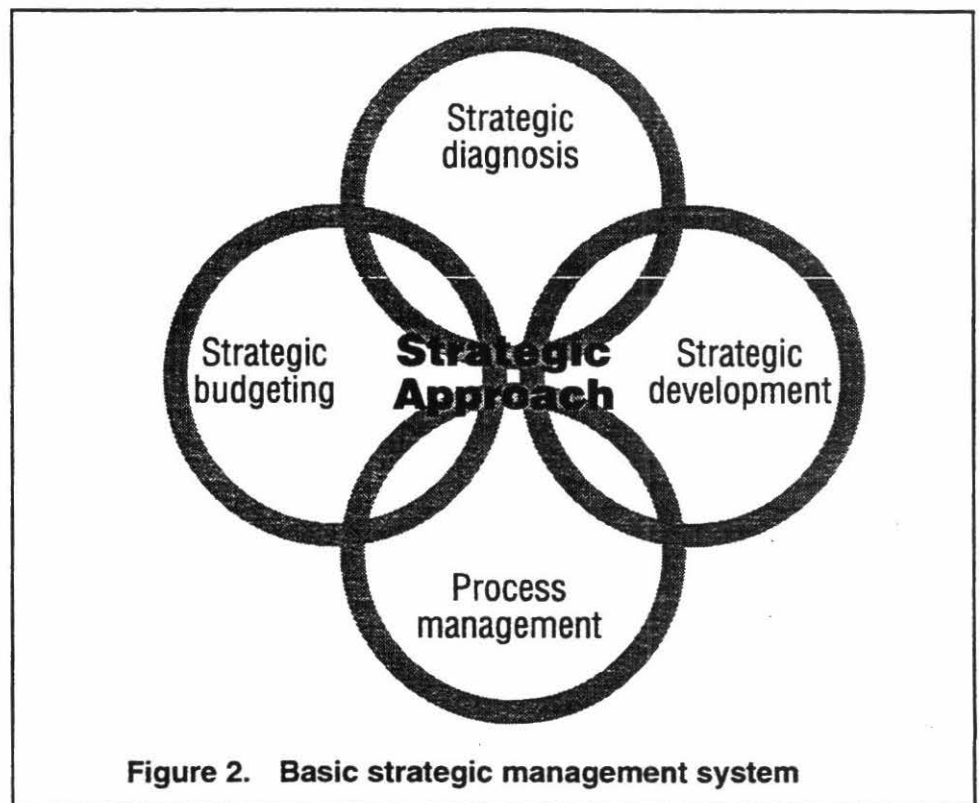 Strategic
diagnosis
Strategic
budgeting
Strategic
Approach
Strategic
development
Process
management
Figure 2. Basic strategic management system